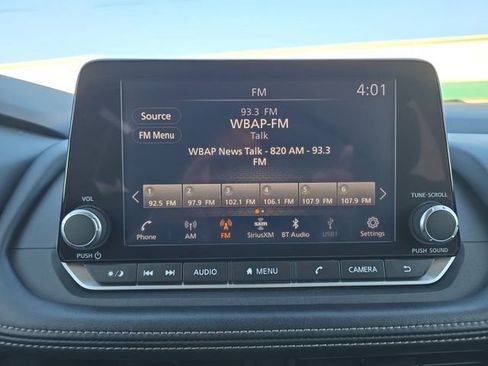 FM
4:01
Source
FM Menu
93.3 FM
WBAP-FM
Talk
WBAP News Talk - 820 AM - 93.3
FM
1 2 3 4 5 6
92.5 FM 97.9 FM 102.1 FM 106.1 FM 107.9 FM 107.9 FM
Phone AM FM SiriusXM BT Audio USB1 Settings
VOL
TUNE-SCROLL
PUSH
PUSH SOUND
AUDIO MENU CAMERA